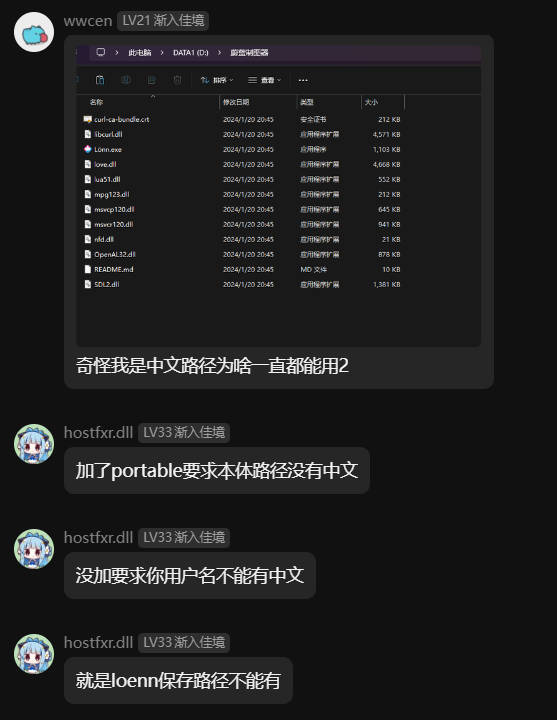 wwcen LV21 渐入佳境
此电脑 > DATA1 (D:) > 蔚蓝制图器
排序 查看 ...
名称 修改日期 类型 大小
curl-ca-bundle.crt 2024/1/20 20:45 安全证书 212 KB
libcurl.dll 2024/1/20 20:45 应用程序扩展 4,571 KB
Lönn.exe 2024/1/20 20:45 应用程序 1,103 KB
love.dll 2024/1/20 20:45 应用程序扩展 4,668 KB
lua51.dll 2024/1/20 20:45 应用程序扩展 552 KB
mpg123.dll 2024/1/20 20:45 应用程序扩展 212 KB
msvcp120.dll 2024/1/20 20:45 应用程序扩展 645 KB
msvcr120.dll 2024/1/20 20:45 应用程序扩展 941 KB
nfd.dll 2024/1/20 20:45 应用程序扩展 21 KB
OpenAL32.dll 2024/1/20 20:45 应用程序扩展 878 KB
README.md 2024/1/20 20:45 MD 文件 10 KB
SDL2.dll 2024/1/20 20:45 应用程序扩展 1,381 KB
奇怪我是中文路径为啥一直都能用2
hostfxr.dll LV33 渐入佳境
加了portable要求本体路径没有中文
hostfxr.dll LV33 渐入佳境
没加要求你用户名不能有中文
hostfxr.dll LV33 渐入佳境
就是loenn保存路径不能有